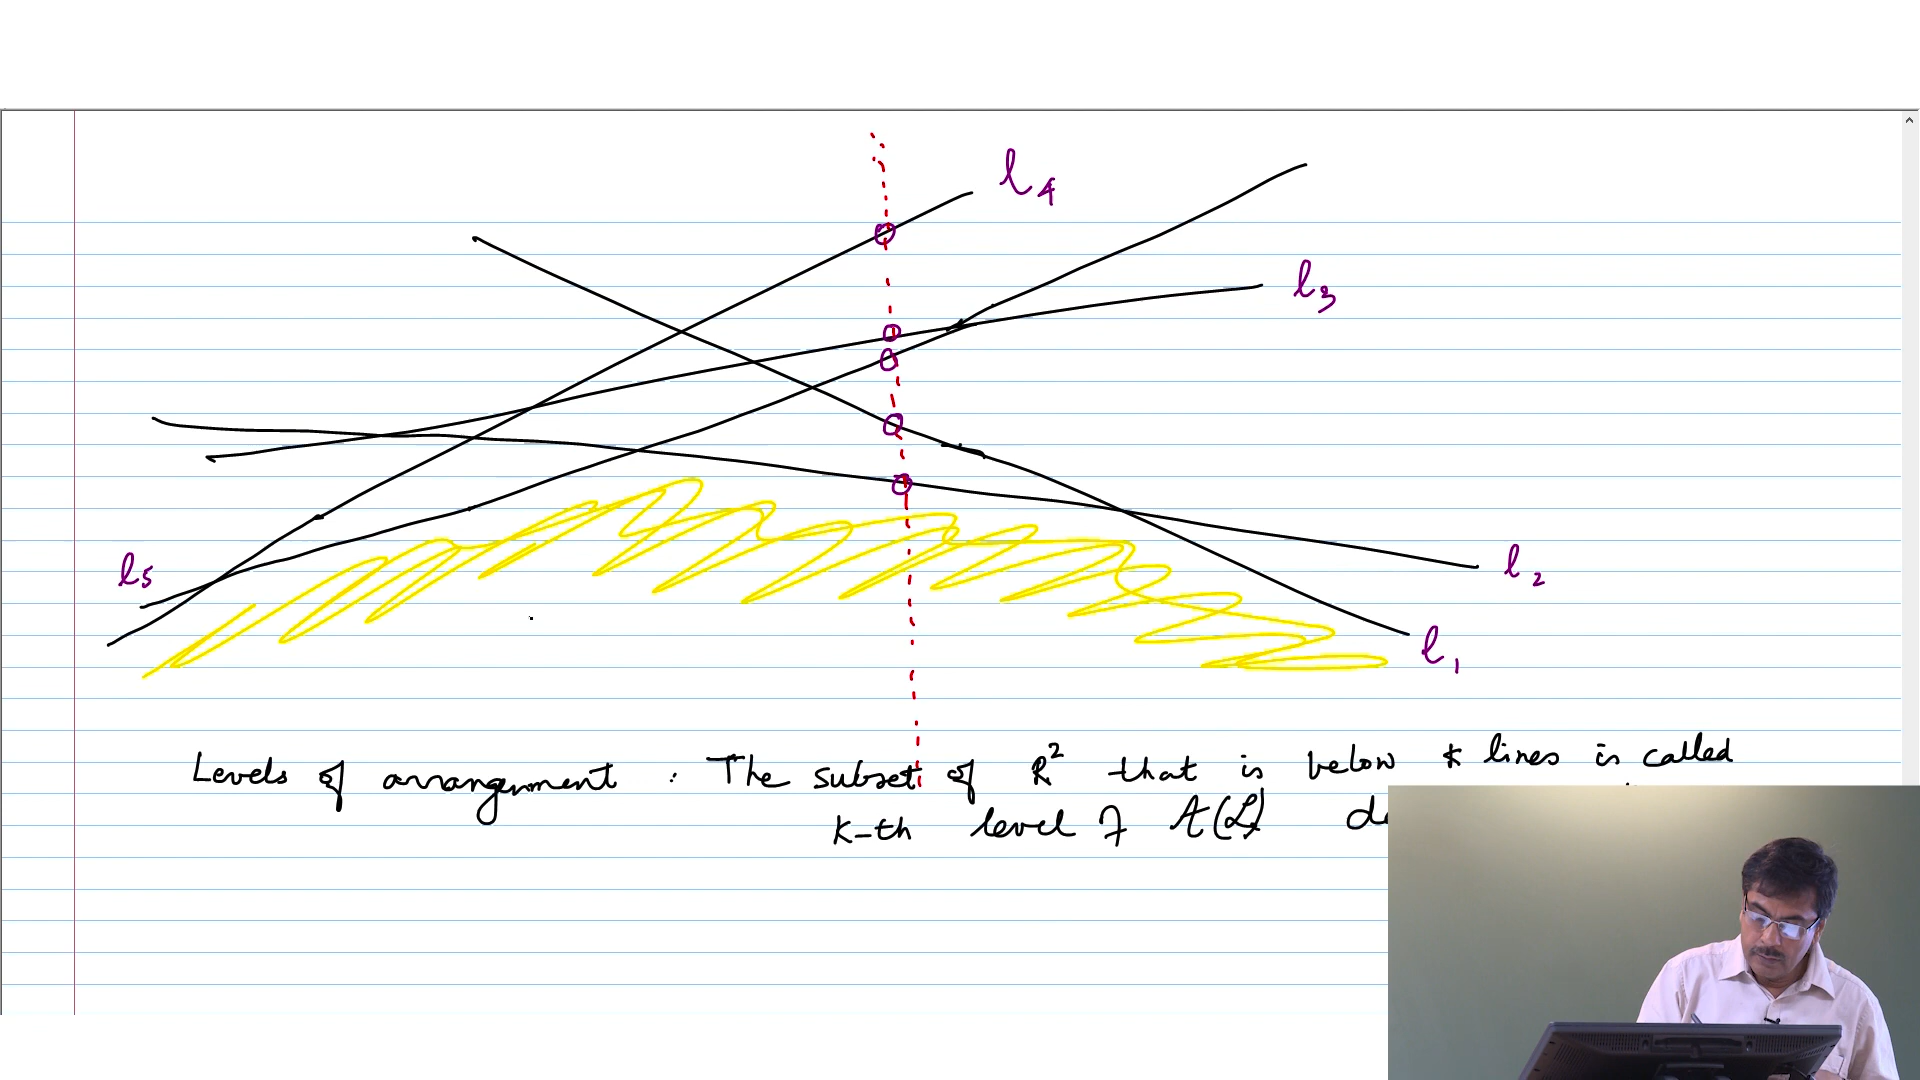 l4
l3
l5
l2
l1
Levels of arrangenment : The subset of R² that is below k lines is called
K-th level of A(L)